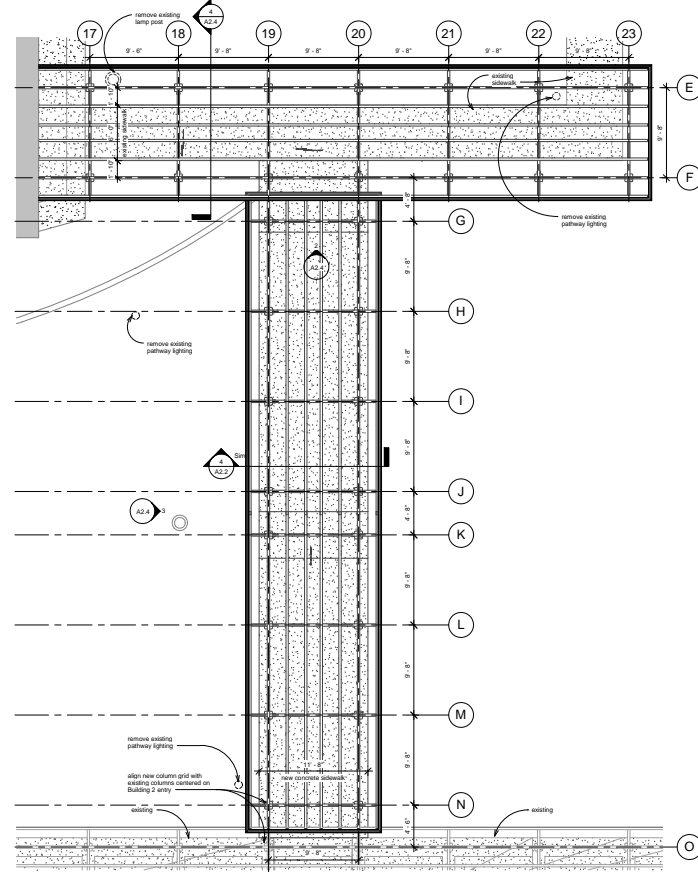 remove existing
lamp post
4
A2.4
17
18
19
20
21
22
23
9' - 6"
9' - 8"
9' - 8"
9' - 8"
9' - 8"
existing
sidewalk
E
existing sidewalk
9' - 8"
F
4' - 8"
remove existing
pathway lighting
G
2
A2.4
9' - 8"
H
remove existing
pathway lighting
9' - 8"
I
9' - 8"
4
A2.2
Sim
J
A2.4
3
4' - 8"
K
9' - 8"
L
9' - 8"
M
remove existing
pathway lighting
9' - 8"
11' - 8"
new concrete sidewalk
align new column grid with
existing columns centered on
Building 2 entry
N
existing
existing
4' - 6"
O
9' - 8"